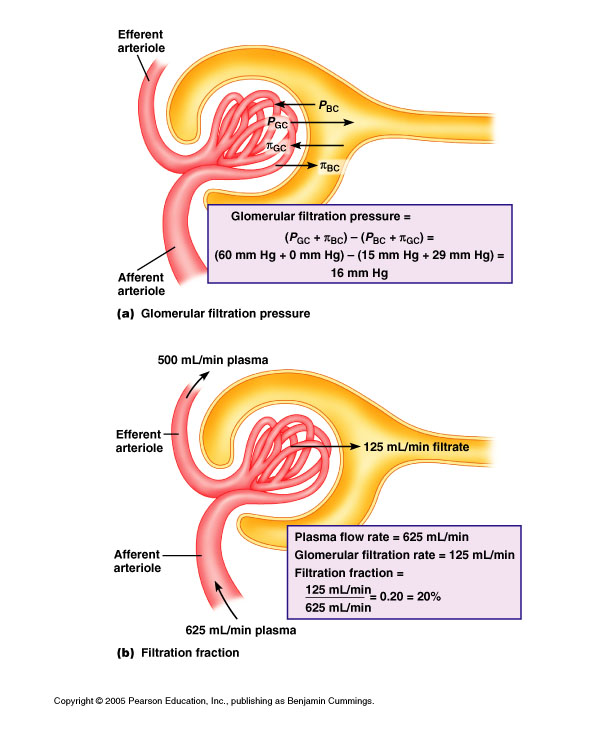 Efferent
arteriole
P_BC
P_GC
π_GC
π_BC
Glomerular filtration pressure =
(P_GC + π_BC) – (P_BC + π_GC) =
(60 mm Hg + 0 mm Hg) – (15 mm Hg + 29 mm Hg) =
16 mm Hg
Afferent
arteriole
(a) Glomerular filtration pressure
500 mL/min plasma
Efferent
arteriole
125 mL/min filtrate
Plasma flow rate = 625 mL/min
Glomerular filtration rate = 125 mL/min
Filtration fraction =
125 mL/min
625 mL/min
= 0.20 = 20%
Afferent
arteriole
625 mL/min plasma
(b) Filtration fraction
Copyright © 2005 Pearson Education, Inc., publishing as Benjamin Cummings.